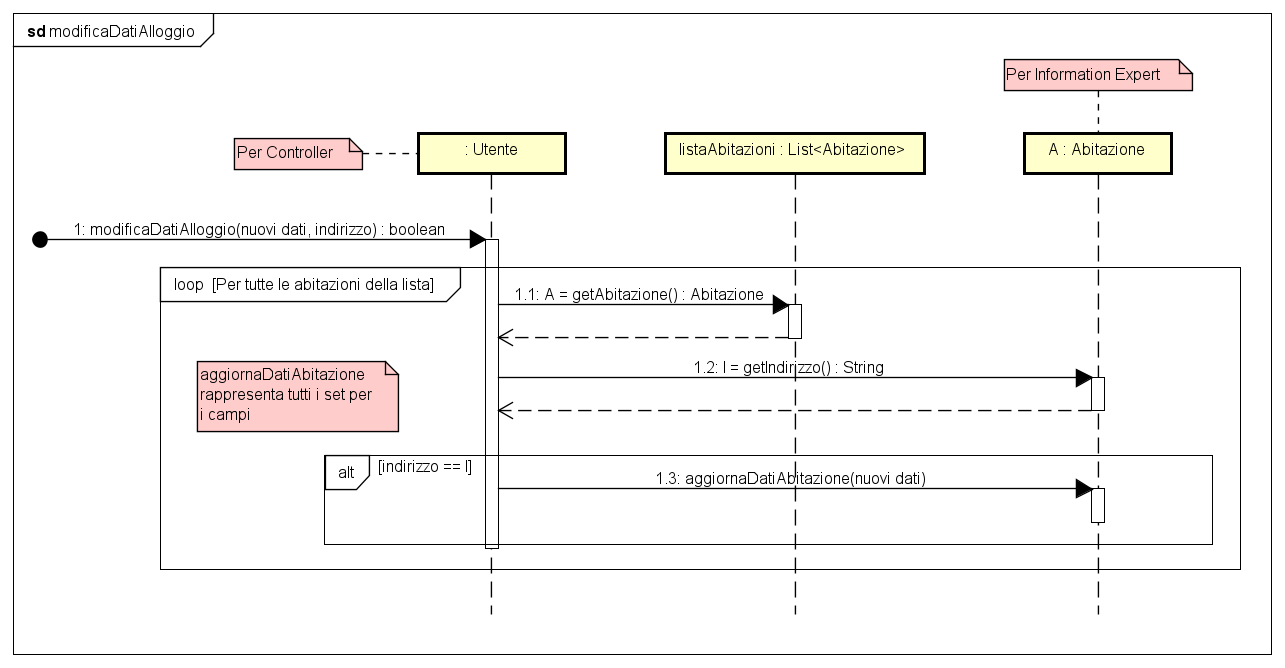 sd modificaDatiAlloggio
Per Information Expert
Per Controller
: Utente
listaAbitazioni : List<Abitazione>
A : Abitazione
1: modificaDatiAlloggio(nuovi dati, indirizzo) : boolean
loop [Per tutte le abitazioni della lista]
1.1: A = getAbitazione() : Abitazione
1.2: I = getIndirizzo() : String
aggiornaDatiAbitazione
rappresenta tutti i set per
i campi
alt [indirizzo == I]
1.3: aggiornaDatiAbitazione(nuovi dati)